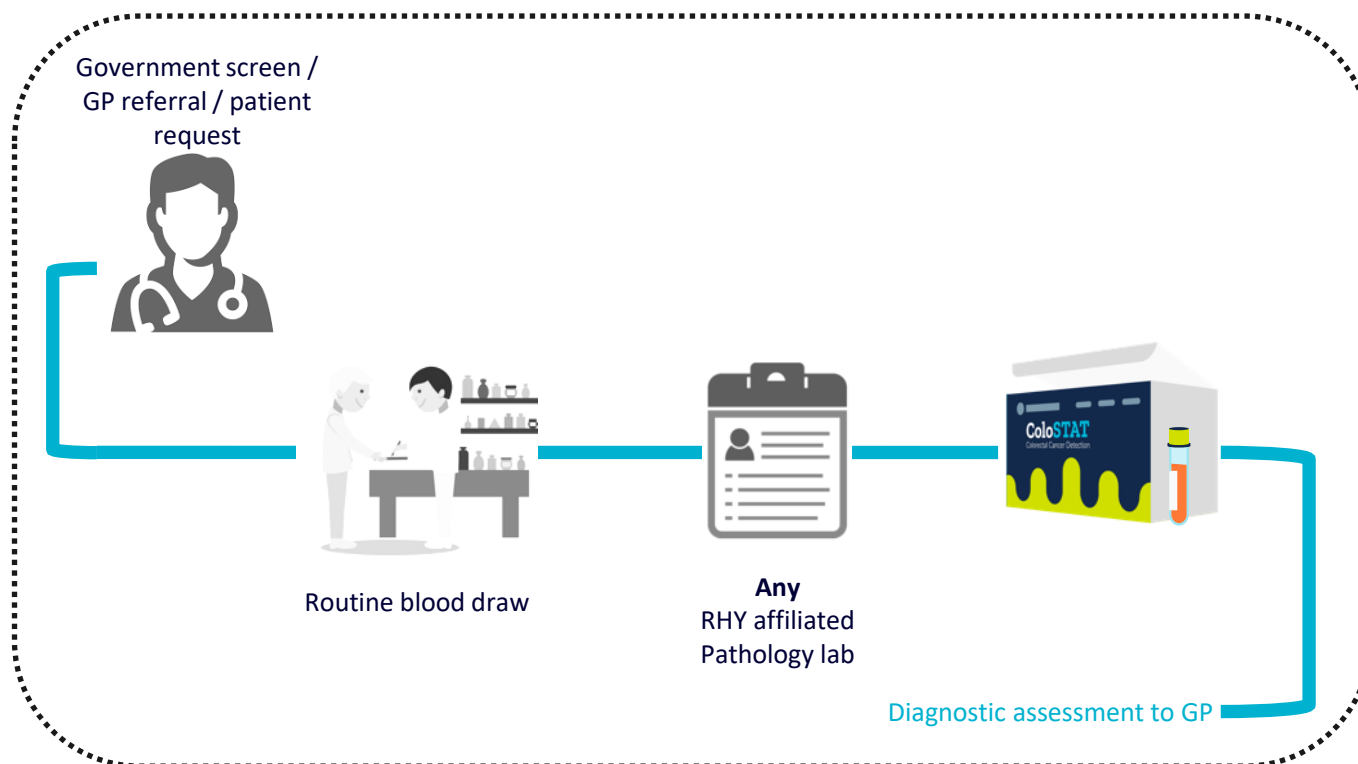 Government screen /
GP referral / patient
request
ColoSTAT
Colorectal Cancer Detection
Routine blood draw
Any
RHY affiliated
Pathology lab
Diagnostic assessment to GP